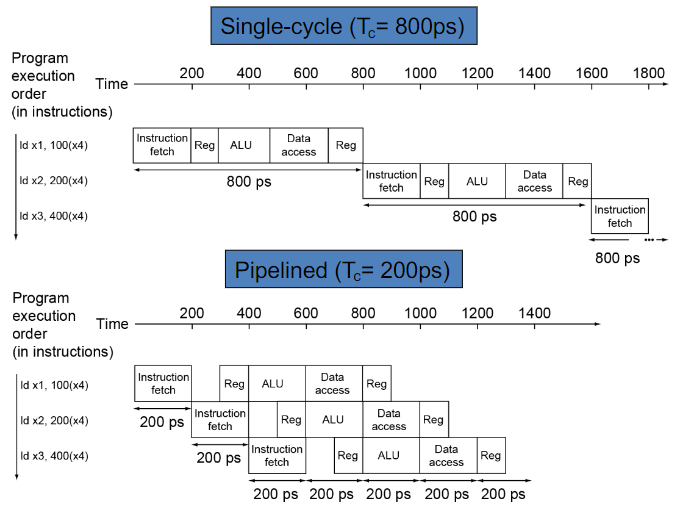 Single-cycle (Tc= 800ps)
Program
execution
order
(in instructions)
Time
200 400 600 800 1000 1200 1400 1600 1800
ld x1, 100(x4)
Instruction
fetch
Reg
ALU
Data
access
Reg
800 ps
ld x2, 200(x4)
Instruction
fetch
Reg
ALU
Data
access
Reg
800 ps
ld x3, 400(x4)
Instruction
fetch
...
800 ps
Pipelined (Tc= 200ps)
Program
execution
order
(in instructions)
Time
200 400 600 800 1000 1200 1400
ld x1, 100(x4)
Instruction
fetch
Reg
ALU
Data
access
Reg
200 ps
ld x2, 200(x4)
Instruction
fetch
Reg
ALU
Data
access
Reg
200 ps
ld x3, 400(x4)
Instruction
fetch
Reg
ALU
Data
access
Reg
200 ps 200 ps 200 ps 200 ps 200 ps